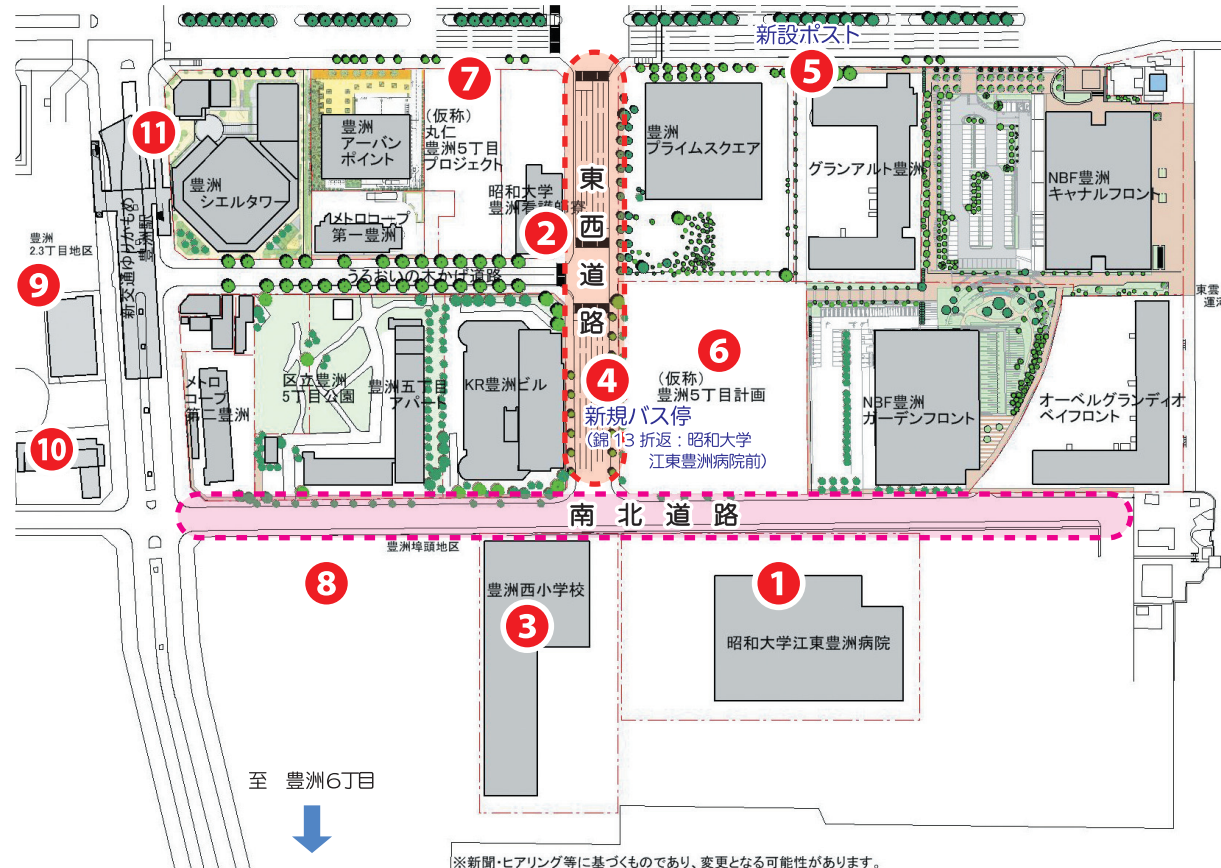 新設ポスト
⑦
⑤
⑪
(仮称)
丸仁
豊洲5丁目
プロジェクト
豊洲
アーバン
ポイント
豊洲
シエルタワー
豊洲
プライムスクエア
グランアルト豊洲
NBF豊洲
キャナルフロント
昭和大学
豊洲看護師寮
②
メトロコープ
第一豊洲
東西道路
豊洲
2.3丁目地区
⑨
新交通ゆりかもめ
豊洲駅
うるおいの木かげ道路
東雲
運河
⑥
(仮称)
豊洲5丁目計画
④
新規バス停
(錦13折返:昭和大学
江東豊洲病院前)
メトロ
コープ
第二豊洲
区立豊洲
5丁目公園
豊洲五丁目
アパート
KR豊洲ビル
NBF豊洲
ガーデンフロント
オーベルグランディオ
ベイフロント
⑩
南北道路
豊洲埠頭地区
⑧
豊洲西小学校
③
①
昭和大学江東豊洲病院
至 豊洲6丁目
※新聞・ヒアリング等に基づくものであり、変更となる可能性があります。